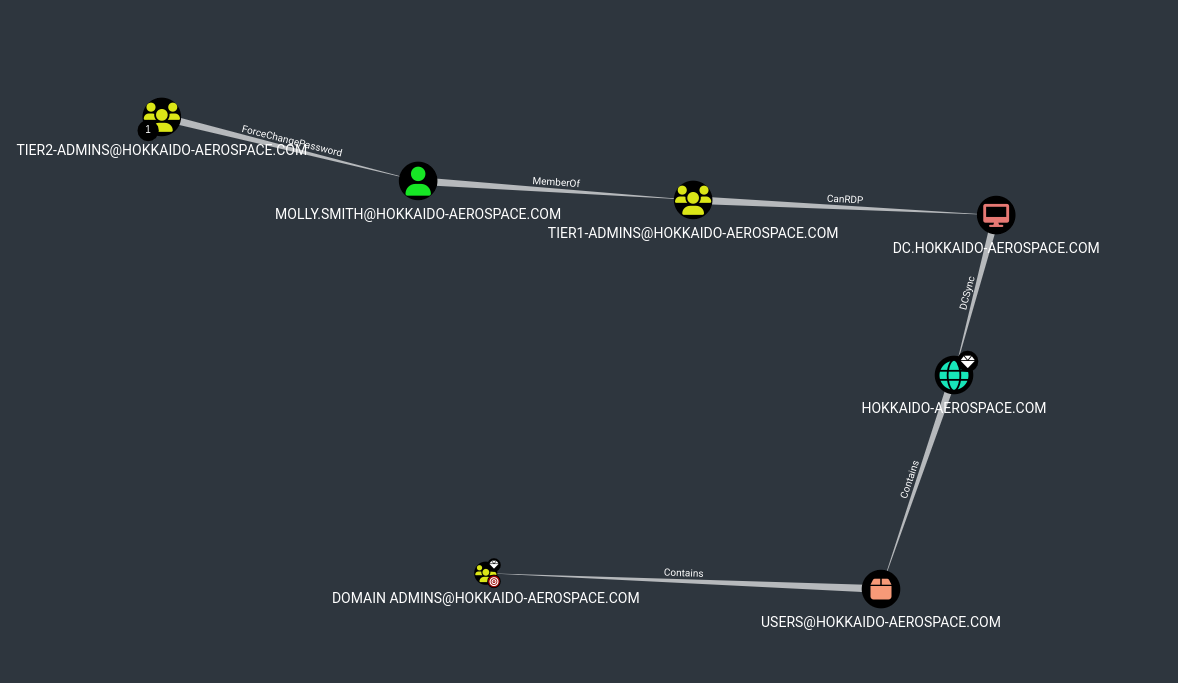 ForceChangePassword
1
TIER2-ADMINS@HOKKAIDO-AEROSPACE.COM
MemberOf
MOLLY.SMITH@HOKKAIDO-AEROSPACE.COM
CanRDP
TIER1-ADMINS@HOKKAIDO-AEROSPACE.COM
DC.HOKKAIDO-AEROSPACE.COM
DCSync
HOKKAIDO-AEROSPACE.COM
Contains
Contains
DOMAIN ADMINS@HOKKAIDO-AEROSPACE.COM
USERS@HOKKAIDO-AEROSPACE.COM